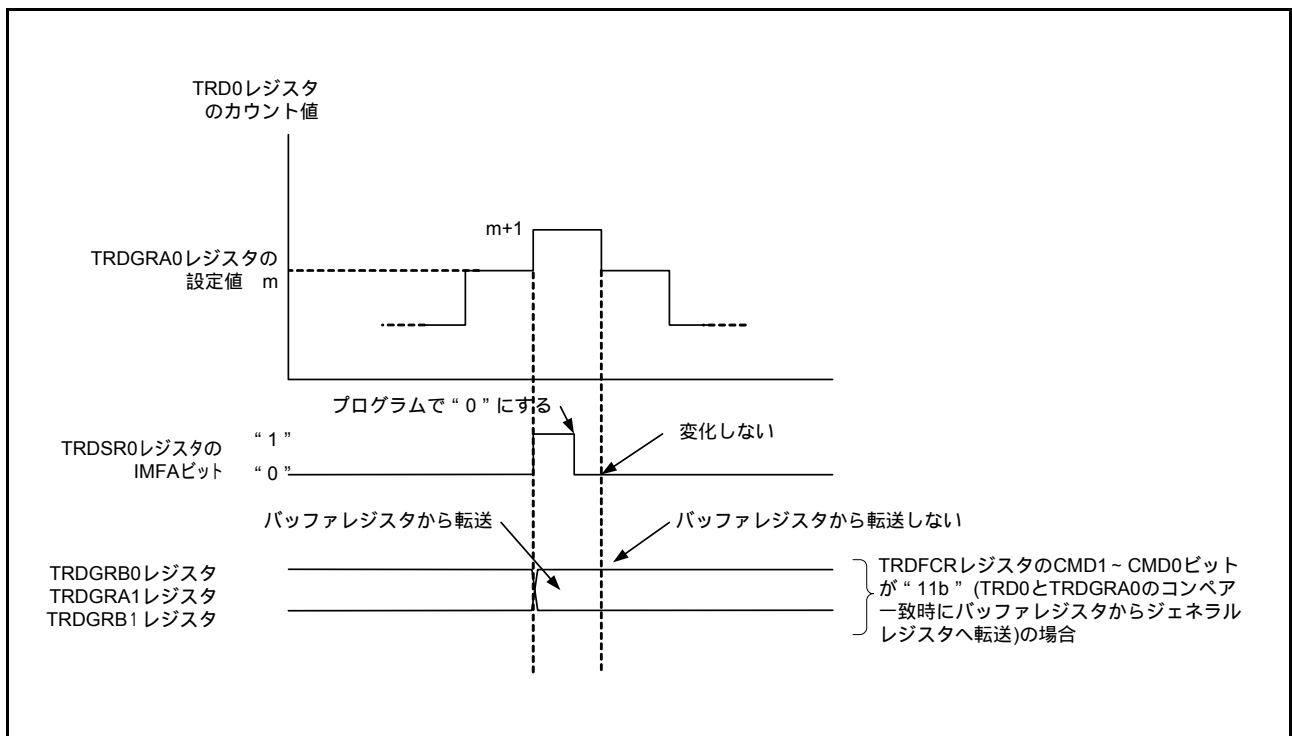 TRD0レジスタ
のカウント値
m+1
TRDGRA0レジスタの
設定値 m
プログラムで“0”にする
変化しない
TRDSR0レジスタの
IMFAビット
“1”
“0”
バッファレジスタから転送
バッファレジスタから転送しない
TRDGRB0レジスタ
TRDGRA1レジスタ
TRDGRB1レジスタ
TRDFCRレジスタのCMD1~CMD0ビット
が“11b”(TRD0とTRDGRA0のコンペア
一致時にバッファレジスタからジェネラル
レジスタへ転送)の場合